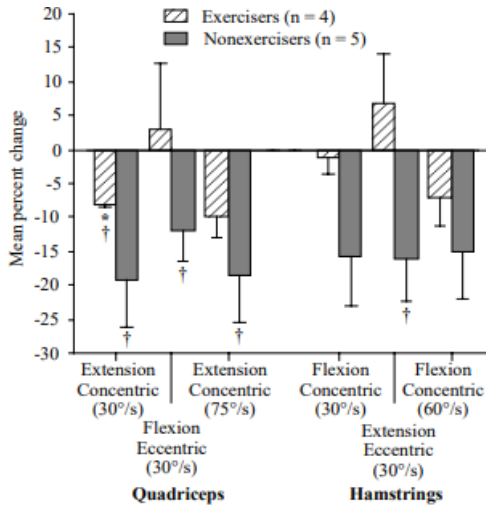 20
15
10
5
0
-5
-10
-15
-20
-25
-30
Mean percent change
Exercisers (n = 4)
Nonexercisers (n = 5)
*
†
†
†
†
†
Extension
Concentric
(30°/s)
Flexion
Eccentric
(30°/s)
Extension
Concentric
(75°/s)
Quadriceps
Flexion
Concentric
(30°/s)
Extension
Eccentric
(30°/s)
Flexion
Concentric
(60°/s)
Hamstrings